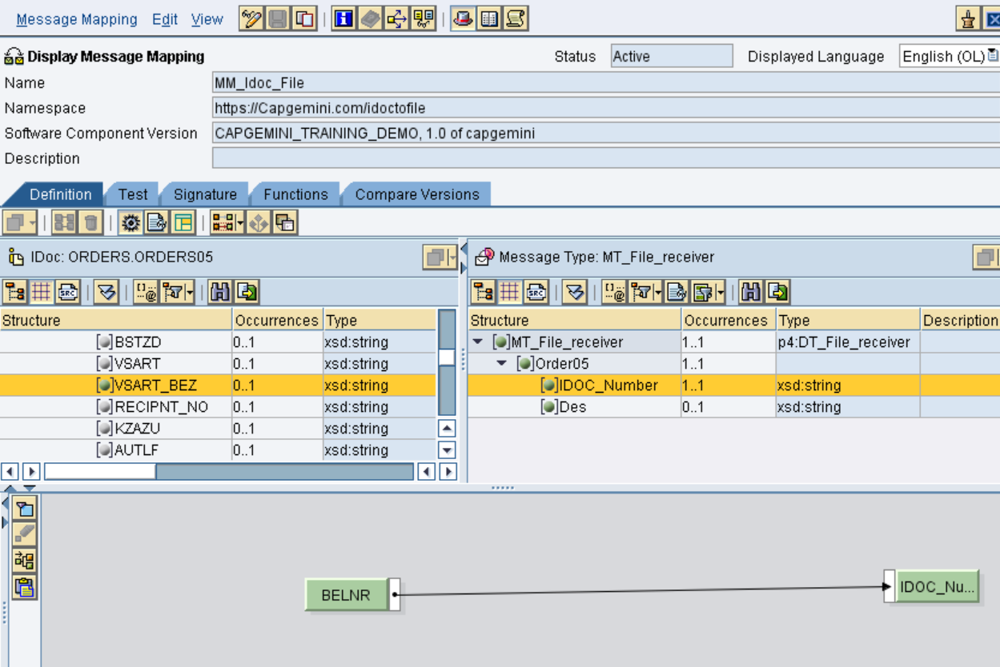 Message Mapping Edit View
Display Message Mapping Status Active Displayed Language English (OL)
Name MM_Idoc_File
Namespace https://Capgemini.com/idoctofile
Software Component Version CAPGEMINI_TRAINING_DEMO, 1.0 of capgemini
Description
Definition Test Signature Functions Compare Versions
IDoc: ORDERS.ORDERS05 Message Type: MT_File_receiver
SRC SRC
Structure Occurrences Type Structure Occurrences Type Description
BSTZD 0..1 xsd:string MT_File_receiver 1..1 p4:DT_File_receiver
VSART 0..1 xsd:string Order05 1..1
VSART_BEZ 0..1 xsd:string IDOC_Number 1..1 xsd:string
RECIPNT_NO 0..1 xsd:string Des 0..1 xsd:string
KZAZU 0..1 xsd:string
AUTLF 0..1 xsd:string
BELNR IDOC_Nu...